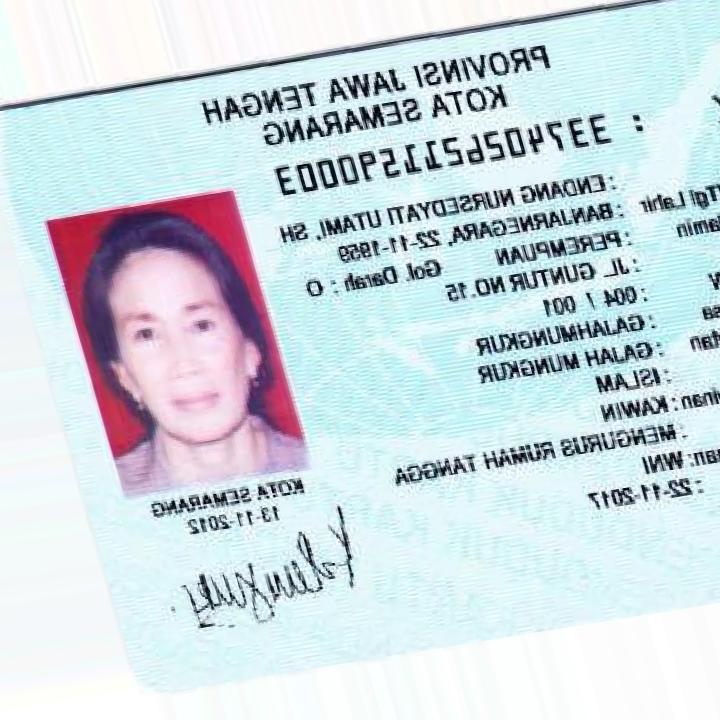 PROVINSI JAWA TENGAH
KOTA SEMARANG
: 3374056211590003
: ENDANG NURSEDYATI UTAMI, SH
Tgl Lahir : BANJARNEGARA, 22-11-1959
amin : PEREMPUAN Gol. Darah : O
: JL. GUNTUR NO.15
: 004 / 001
: GAJAHMUNGKUR
: GAJAH MUNGKUR
: ISLAM
inan : KAWIN
: MENGURUS RUMAH TANGGA
an: WNI
: 22-11-2017
KOTA SEMARANG
13-11-2012